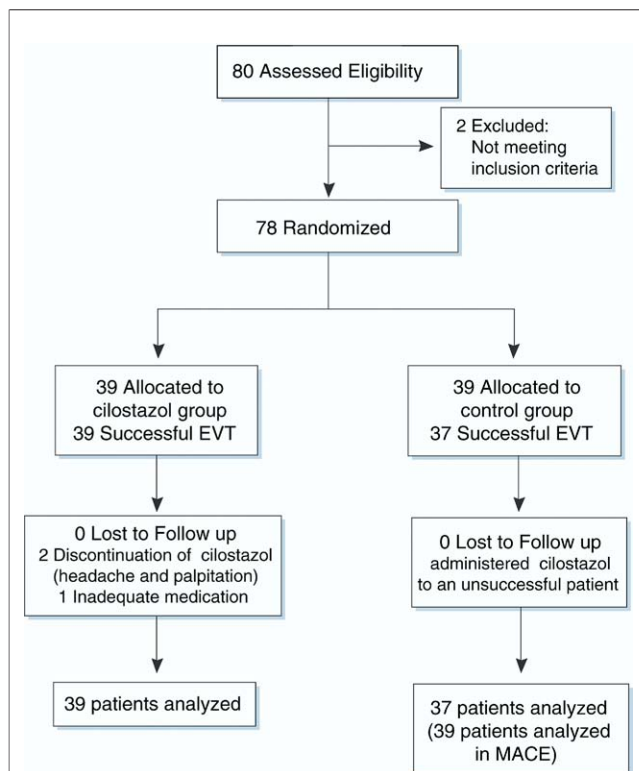 80 Assessed Eligibility
2 Excluded:
Not meeting
inclusion criteria
78 Randomized
39 Allocated to
cilostazol group
39 Successful EVT
39 Allocated to
control group
37 Successful EVT
0 Lost to Follow up
2 Discontinuation of cilostazol
(headache and palpitation)
1 Inadequate medication
0 Lost to Follow up
administered cilostazol
to an unsuccessful patient
39 patients analyzed
37 patients analyzed
(39 patients analyzed
in MACE)